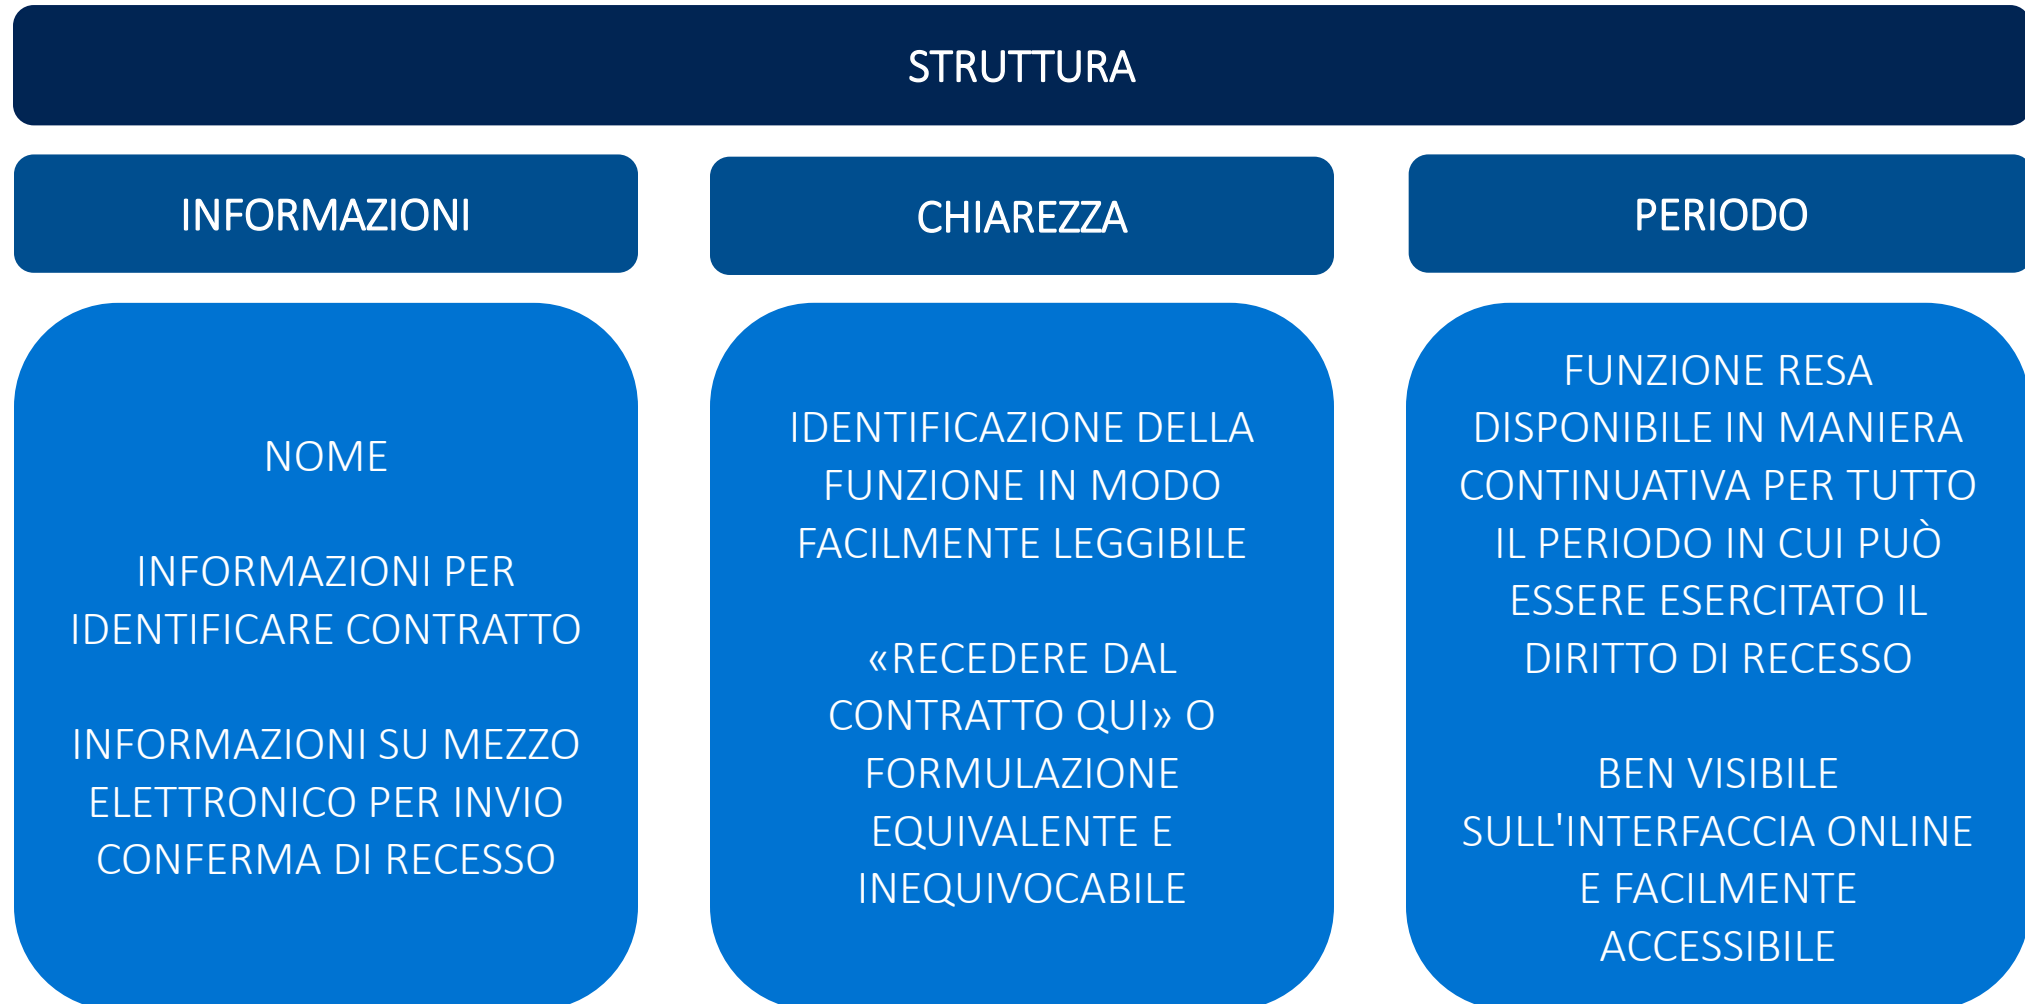 STRUTTURA
INFORMAZIONI
NOME
INFORMAZIONI PER
IDENTIFICARE CONTRATTO
INFORMAZIONI SU MEZZO
ELETTRONICO PER INVIO
CONFERMA DI RECESSO
CHIAREZZA
IDENTIFICAZIONE DELLA
FUNZIONE IN MODO
FACILMENTE LEGGIBILE
«RECEDERE DAL
CONTRATTO QUI» O
FORMULAZIONE
EQUIVALENTE E
INEQUIVOCABILE
PERIODO
FUNZIONE RESA
DISPONIBILE IN MANIERA
CONTINUATIVA PER TUTTO
IL PERIODO IN CUI PUÒ
ESSERE ESERCITATO IL
DIRITTO DI RECESSO
BEN VISIBILE
SULL'INTERFACCIA ONLINE
E FACILMENTE
ACCESSIBILE